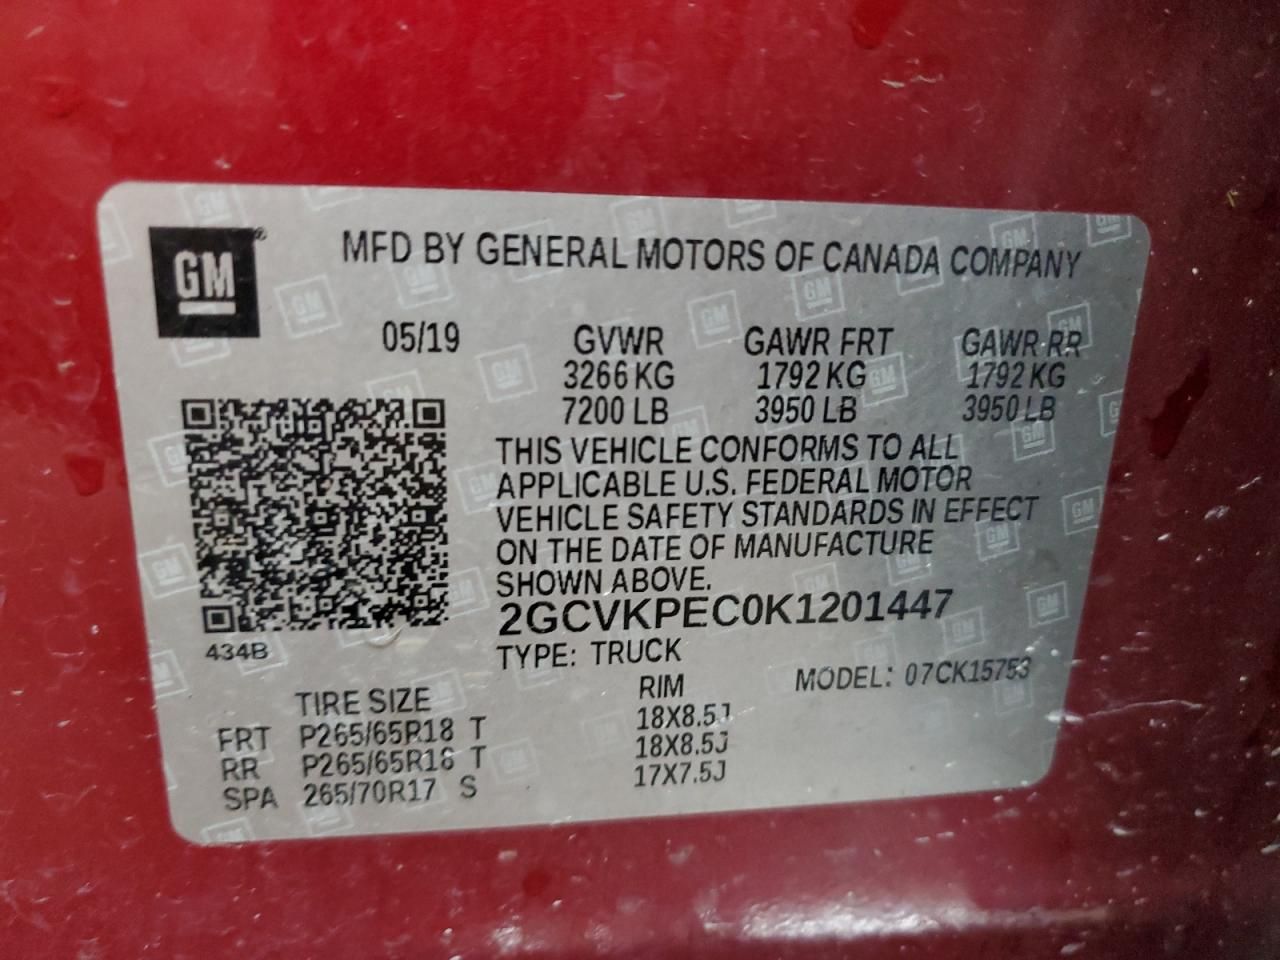 GM® MFD BY GENERAL MOTORS OF CANADA COMPANY
05/19 GVWR GAWR FRT GAWR RR
3266 KG 1792 KG 1792 KG
7200 LB 3950 LB 3950 LB
THIS VEHICLE CONFORMS TO ALL
APPLICABLE U.S. FEDERAL MOTOR
VEHICLE SAFETY STANDARDS IN EFFECT
ON THE DATE OF MANUFACTURE
SHOWN ABOVE.
2GCVKPEC0K1201447
434B
TYPE: TRUCK
MODEL: 07CK15753
TIRE SIZE RIM
FRT P265/65R18 T 18X8.5J
RR P265/65R18 T 18X8.5J
SPA 265/70R17 S 17X7.5J